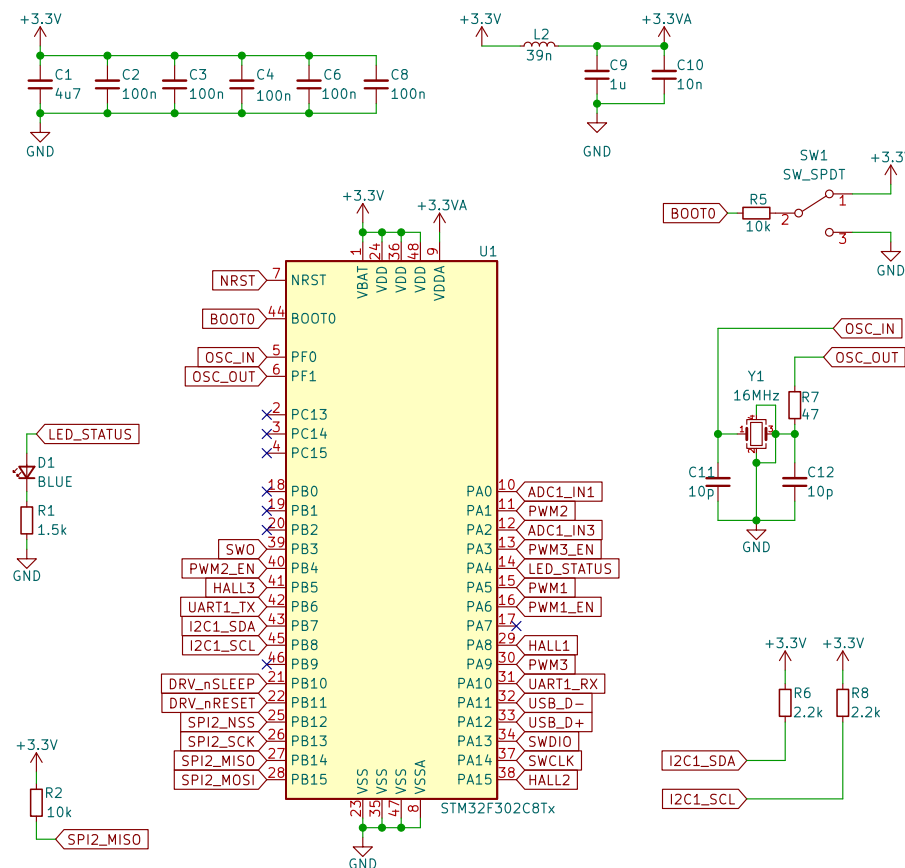 +3.3V
C1
4u7
C2
100n
C3
100n
C4
100n
C6
100n
C8
100n
GND
+3.3V
L2
39n
+3.3VA
C9
1u
C10
10n
GND
SW1
SW_SPDT
+3.3V
BOOT0
R5
10k
2
1
3
GND
+3.3V
+3.3VA
U1
1
24
36
48
9
VBAT
VDD
VDD
VDD
VDDA
NRST 7 NRST
BOOT0 44 BOOT0
OSC_IN 5 PF0
OSC_OUT 6 PF1
2 PC13
3 PC14
4 PC15
18 PB0
19 PB1
20 PB2
SWO 39 PB3
PWM2_EN 40 PB4
HALL3 41 PB5
UART1_TX 42 PB6
I2C1_SDA 43 PB7
I2C1_SCL 45 PB8
46 PB9
DRV_nSLEEP 21 PB10
DRV_nRESET 22 PB11
SPI2_NSS 25 PB12
SPI2_SCK 26 PB13
SPI2_MISO 27 PB14
SPI2_MOSI 28 PB15
PA0 10 ADC1_IN1
PA1 11 PWM2
PA2 12 ADC1_IN3
PA3 13 PWM3_EN
PA4 14 LED_STATUS
PA5 15 PWM1
PA6 16 PWM1_EN
PA7 17
PA8 29 HALL1
PA9 30 PWM3
PA10 31 UART1_RX
PA11 32 USB_D-
PA12 33 USB_D+
PA13 34 SWDIO
PA14 37 SWCLK
PA15 38 HALL2
VSS
VSS
VSS
VSSA
23
35
47
8
STM32F302C8Tx
GND
LED_STATUS
D1
BLUE
R1
1.5k
GND
+3.3V
R2
10k
SPI2_MISO
OSC_IN
OSC_OUT
Y1
16MHz
R7
47
1
4
3
2
C11
10p
C12
10p
GND
+3.3V
+3.3V
R6
2.2k
R8
2.2k
I2C1_SDA
I2C1_SCL